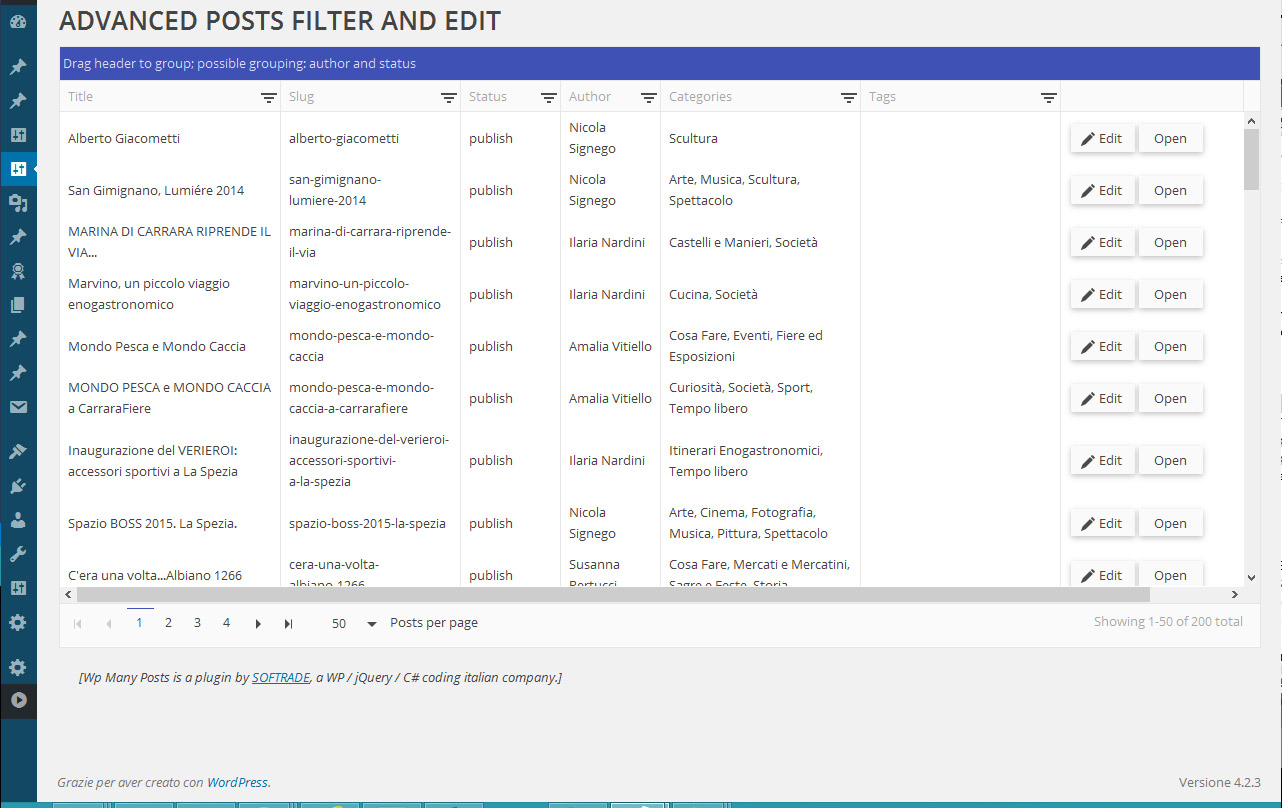 ADVANCED POSTS FILTER AND EDIT
Drag header to group; possible grouping: author and status
Title Slug Status Author Categories Tags
Alberto Giacometti alberto-giacometti publish Nicola Scultura Edit Open
Signego
San Gimignano, Lumiére 2014 san-gimignano- publish Nicola Arte, Musica, Scultura, Edit Open
lumiere-2014 Signego Spettacolo
MARINA DI CARRARA RIPRENDE IL marina-di-carrara-riprende- publish Ilaria Nardini Castelli e Manieri, Società Edit Open
VIA... il-via
Marvino, un piccolo viaggio marvino-un-piccolo- publish Ilaria Nardini Cucina, Società Edit Open
enogastronomico viaggio-enogastronomico
Mondo Pesca e Mondo Caccia mondo-pesca-e-mondo- publish Amalia Vitiello Cosa Fare, Eventi, Fiere ed Edit Open
caccia Esposizioni
MONDO PESCA e MONDO CACCIA mondo-pesca-e-mondo- publish Amalia Vitiello Curiosità, Società, Sport, Edit Open
a CarraraFiere caccia-a-carrarafiere Tempo libero
Inaugurazione del VERIEROI: inaugurazione-del-verieroi- publish Ilaria Nardini Itinerari Enogastronomici, Edit Open
accessori sportivi a La Spezia accessori-sportivi- Tempo libero
a-la-spezia
Spazio BOSS 2015. La Spezia. spazio-boss-2015-la-spezia publish Nicola Arte, Cinema, Fotografia, Edit Open
Signego Musica, Pittura, Spettacolo
C'era una volta...Albiano 1266 cera-una-volta- publish Susanna Cosa Fare, Mercati e Mercatini, Edit Open
albiano-1266 Bertucci Sagre e Feste, Storia
1 2 3 4 50 Posts per page Showing 1-50 of 200 total
[Wp Many Posts is a plugin by SOFTRADE, a WP / jQuery / C# coding italian company.]
Grazie per aver creato con WordPress. Versione 4.2.3